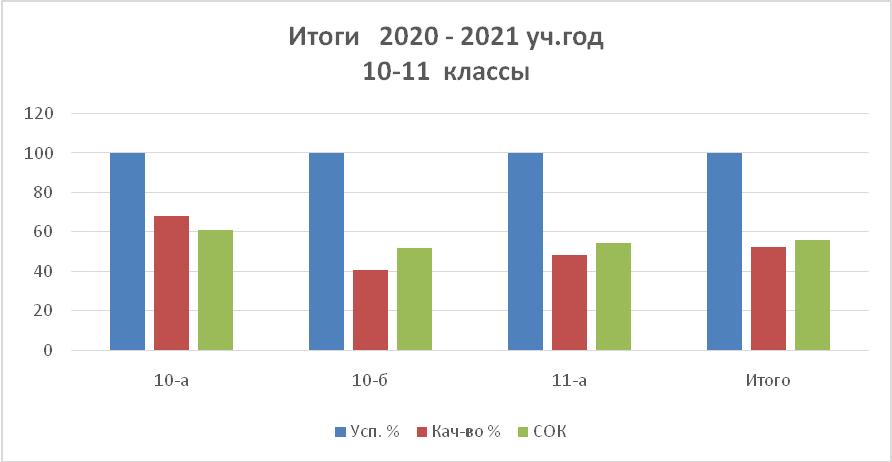 Итоги 2020 - 2021 уч.год
10-11 классы
120
100
80
60
40
20
0
10-а
10-б
11-а
Итого
Усп. %
Кач-во %
СОК